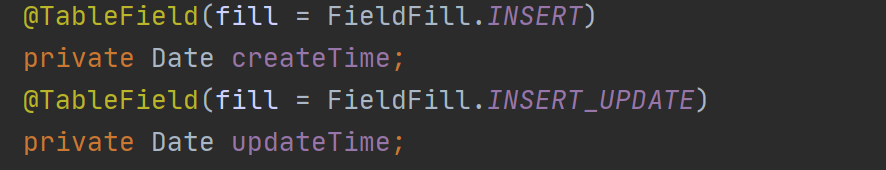 @TableField(fill = FieldFill.INSERT)
private Date createTime;
@TableField(fill = FieldFill.INSERT_UPDATE)
private Date updateTime;